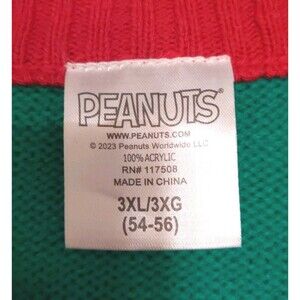 PEANUTS®
WWW.PEANUTS.COM
© 2023 Peanuts Worldwide LLC
100% ACRYLIC
RN# 117508
MADE IN CHINA
3XL/3XG
(54-56)